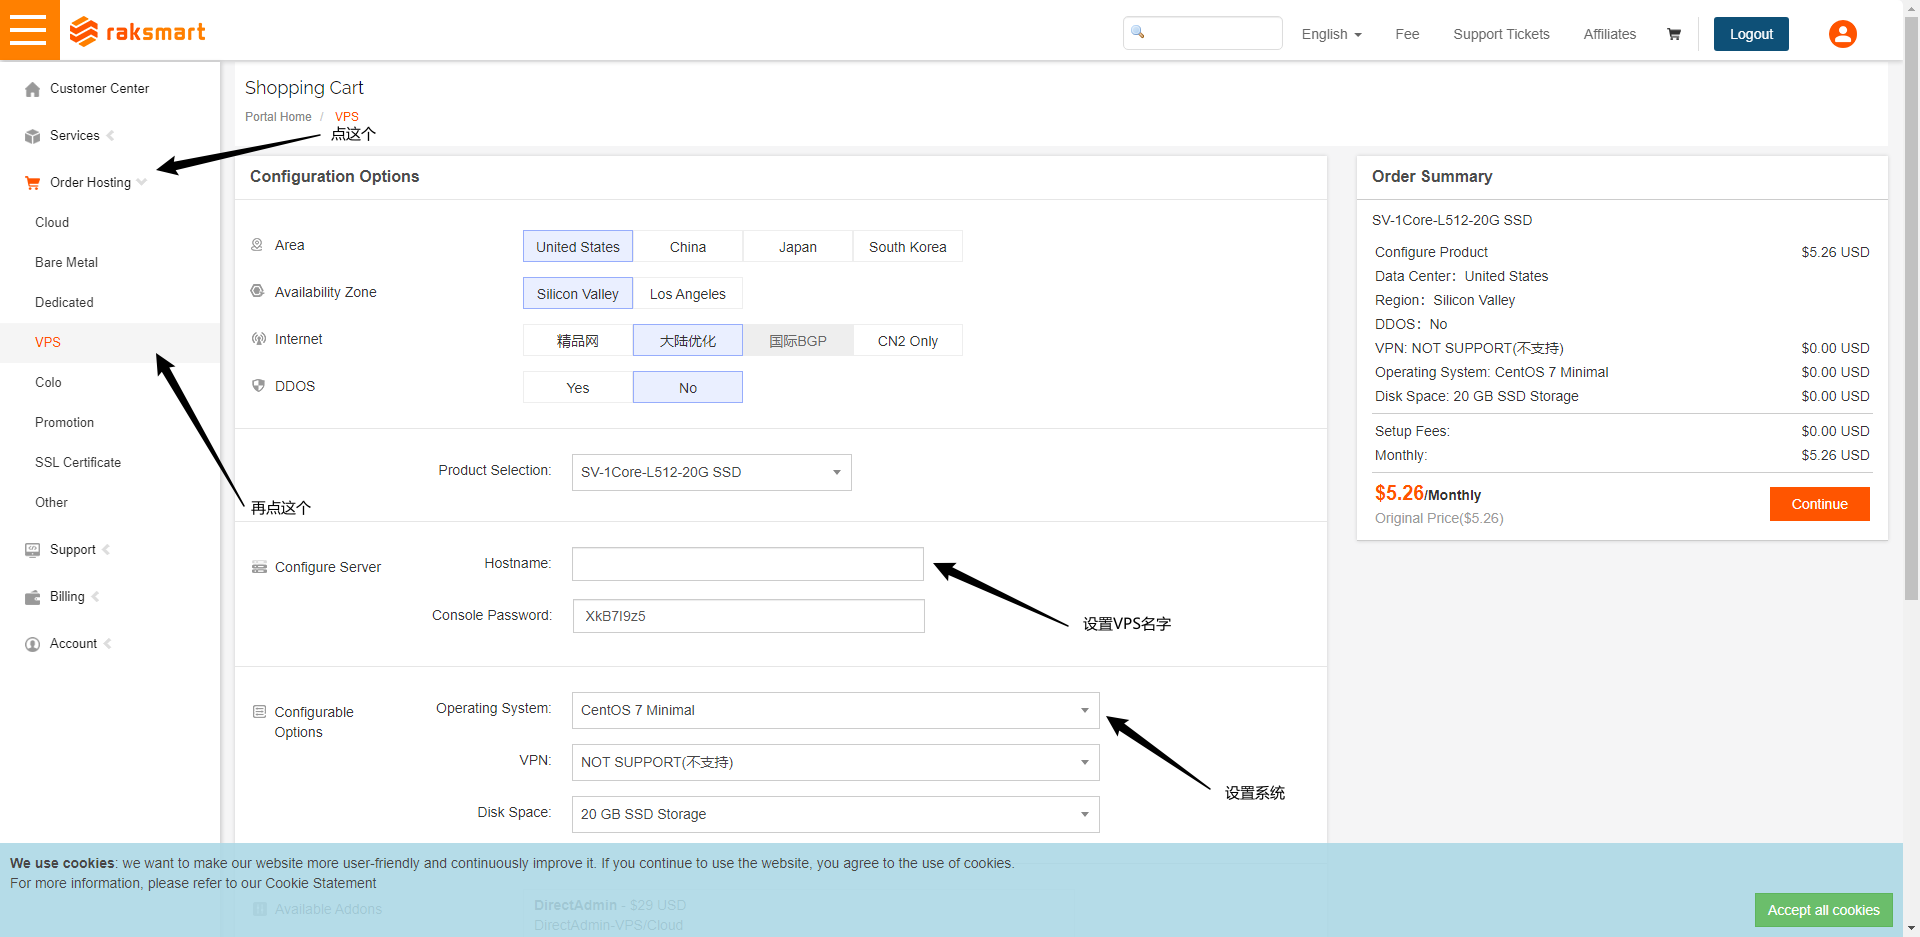 raksmart
English
Fee
Support Tickets
Affiliates
Logout
Customer Center
Services
Order Hosting
Cloud
Bare Metal
Dedicated
VPS
Colo
Promotion
SSL Certificate
Other
Support
Billing
Account
Shopping Cart
Portal Home / VPS
点这个
再点这个
Configuration Options
Area
United States
China
Japan
South Korea
Availability Zone
Silicon Valley
Los Angeles
Internet
精品网
大陆优化
国际BGP
CN2 Only
DDOS
Yes
No
Product Selection:
SV-1Core-L512-20G SSD
Configure Server
Hostname:
设置VPS名字
Console Password:
XkB7I9z5
Configurable
Options
Operating System:
CentOS 7 Minimal
设置系统
VPN:
NOT SUPPORT(不支持)
Disk Space:
20 GB SSD Storage
Available Addons
DirectAdmin - $29 USD
DirectAdmin-VPS/Cloud
Order Summary
SV-1Core-L512-20G SSD
Configure Product $5.26 USD
Data Center：United States
Region：Silicon Valley
DDOS：No
VPN: NOT SUPPORT(不支持) $0.00 USD
Operating System: CentOS 7 Minimal $0.00 USD
Disk Space: 20 GB SSD Storage $0.00 USD
Setup Fees: $0.00 USD
Monthly: $5.26 USD
$5.26/Monthly
Original Price($5.26)
Continue
We use cookies: we want to make our website more user-friendly and continuously improve it. If you continue to use the website, you agree to the use of cookies.
For more information, please refer to our Cookie Statement
Accept all cookies